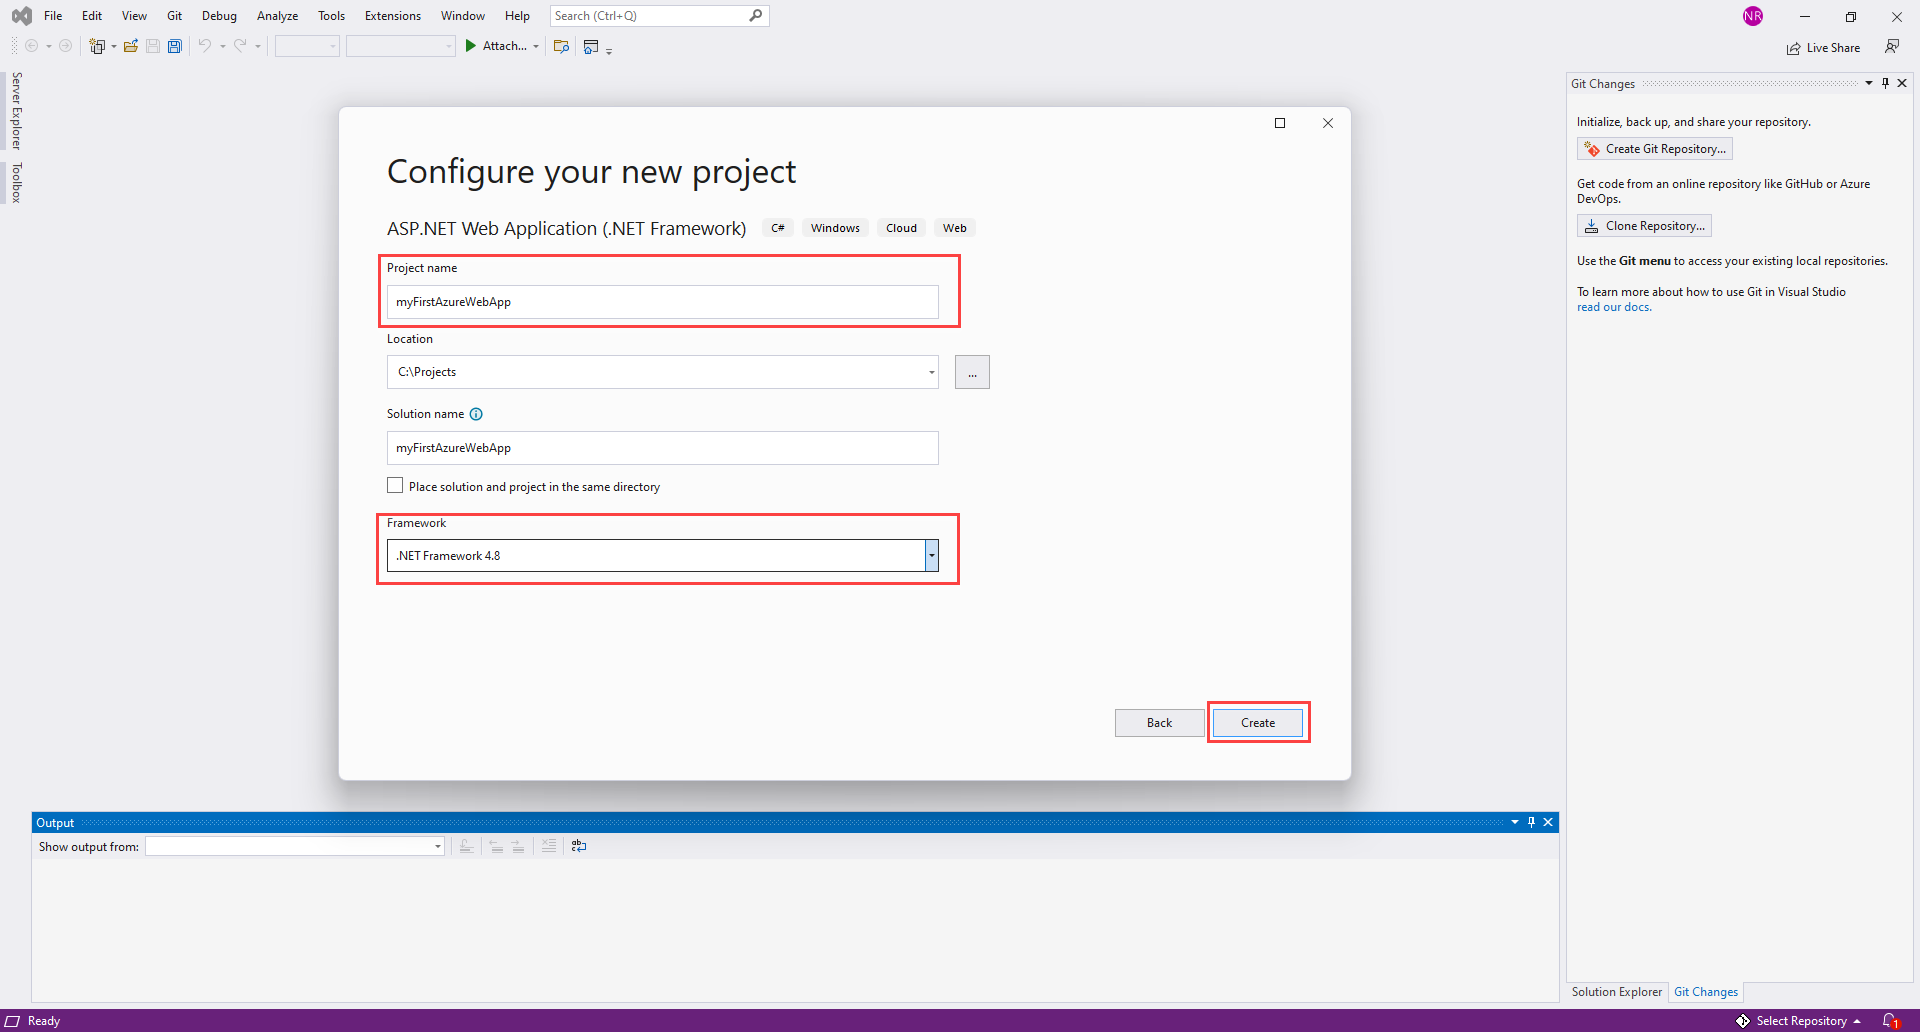 File Edit View Git Debug Analyze Tools Extensions Window Help Search (Ctrl+Q) NR
Attach... Live Share
Server Explorer
Toolbox
Configure your new project
ASP.NET Web Application (.NET Framework) C# Windows Cloud Web
Project name
myFirstAzureWebApp
Location
C:\Projects
...
Solution name
myFirstAzureWebApp
Place solution and project in the same directory
Framework
.NET Framework 4.8
Back Create
Git Changes
Initialize, back up, and share your repository.
Create Git Repository...
Get code from an online repository like GitHub or Azure
DevOps.
Clone Repository...
Use the Git menu to access your existing local repositories.
To learn more about how to use Git in Visual Studio
read our docs.
Output
Show output from:
Solution Explorer Git Changes
Ready Select Repository 1